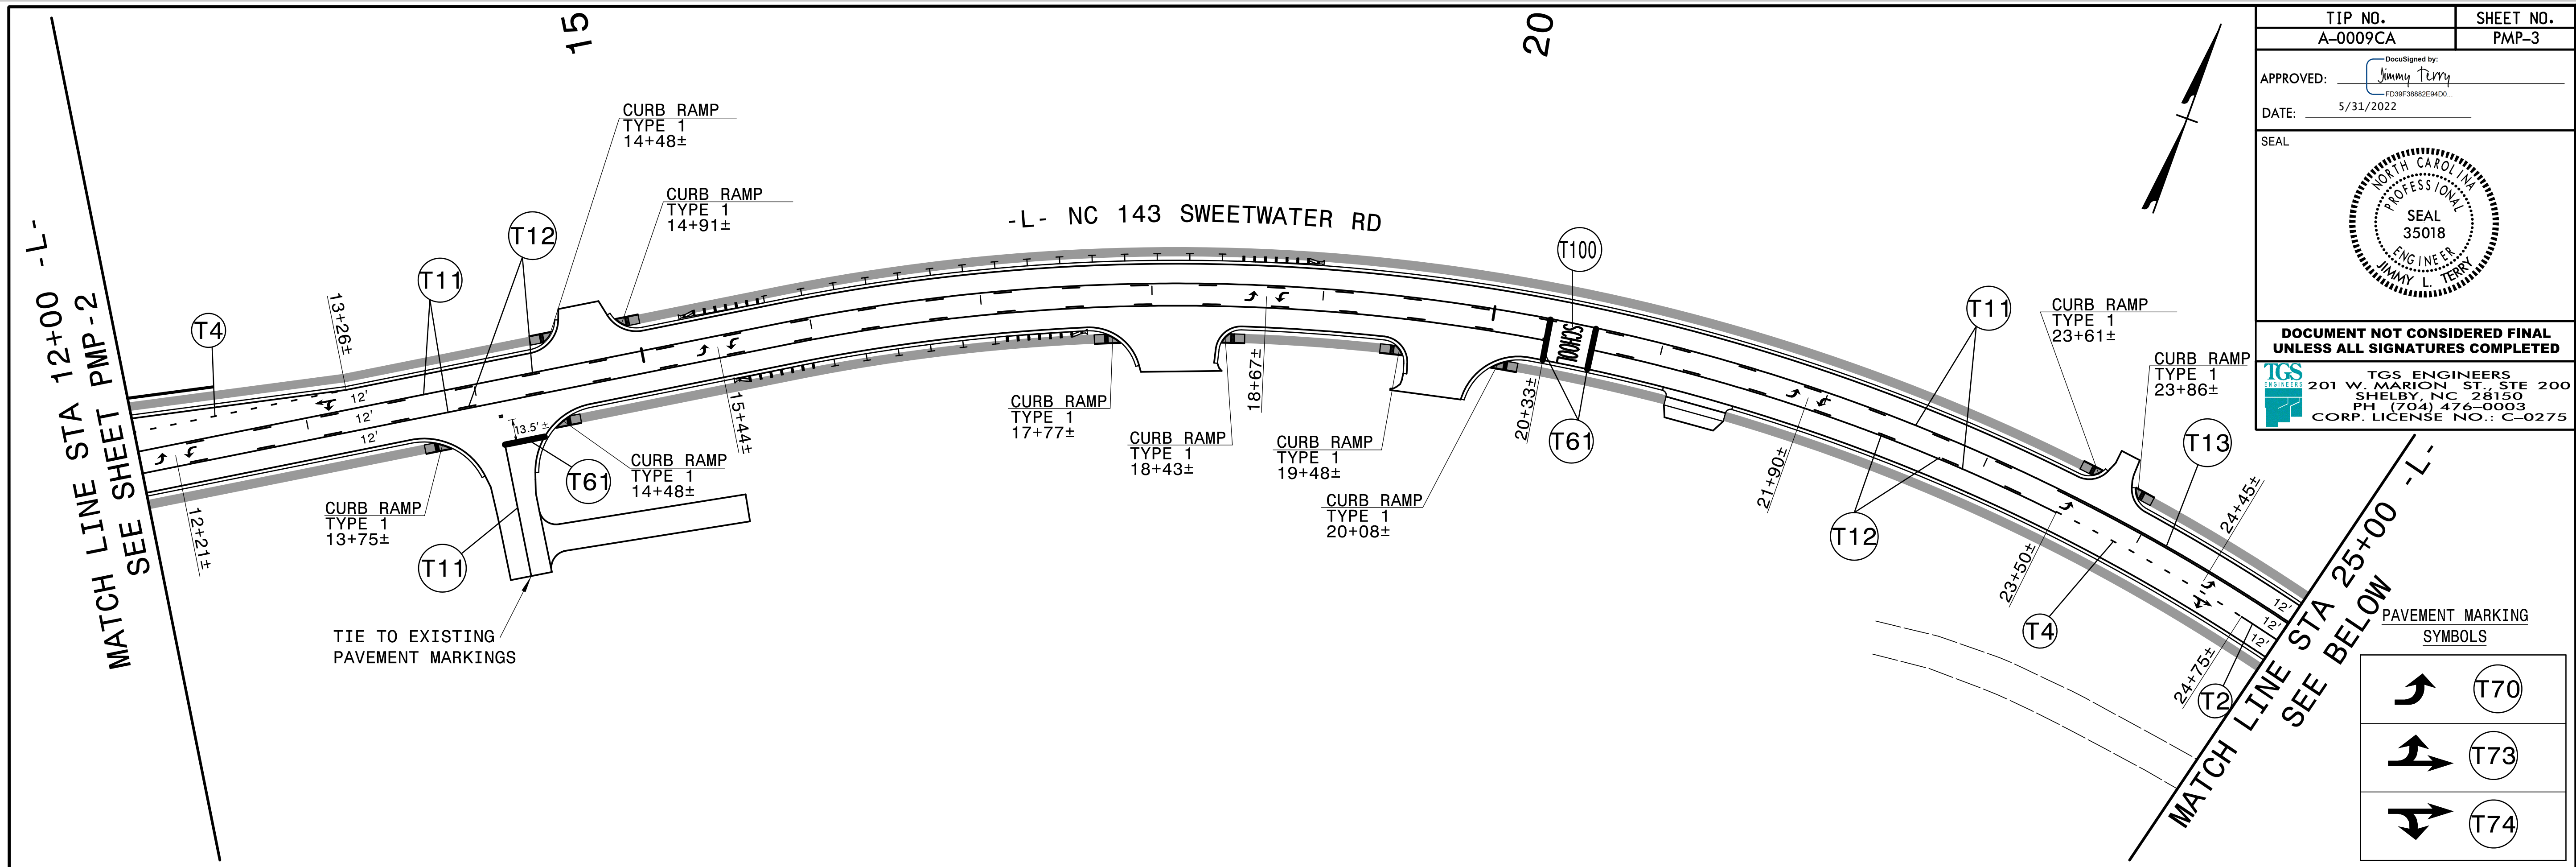 15
20
TIP NO.
SHEET NO.
A–0009CA
PMP–3
APPROVED:
DocuSigned by:
Jimmy Terry
FD39F38882E94D0...
DATE:
5/31/2022
SEAL
NORTH CAROLINA
PROFESSIONAL
SEAL
35018
ENGINEER
JIMMY L. TERRY
DOCUMENT NOT CONSIDERED FINAL
UNLESS ALL SIGNATURES COMPLETED
TGS
ENGINEERS
TGS ENGINEERS
201 W. MARION ST., STE 200
SHELBY, NC 28150
PH (704) 476–0003
CORP. LICENSE NO.: C–0275
MATCH LINE STA 12+00 -L-
SEE SHEET PMP-2
T4
13+26±
T11
T12
CURB RAMP
TYPE 1
14+48±
CURB RAMP
TYPE 1
14+91±
-L- NC 143 SWEETWATER RD
T100
SCHOOL
T11
CURB RAMP
TYPE 1
23+61±
CURB RAMP
TYPE 1
23+86±
T13
24+45±
12'
12'
12'
12+21±
CURB RAMP
TYPE 1
13+75±
T11
13.5' ±
T61
CURB RAMP
TYPE 1
14+48±
15+44±
TIE TO EXISTING
PAVEMENT MARKINGS
CURB RAMP
TYPE 1
17+77±
CURB RAMP
TYPE 1
18+43±
18+67±
CURB RAMP
TYPE 1
19+48±
CURB RAMP
TYPE 1
20+08±
20+33±
T61
21+90±
T12
23+50±
T4
24+75±
T2
12'
12'
12'
MATCH LINE STA 25+00 -L-
SEE BELOW
PAVEMENT MARKING
SYMBOLS
T70
T73
T74